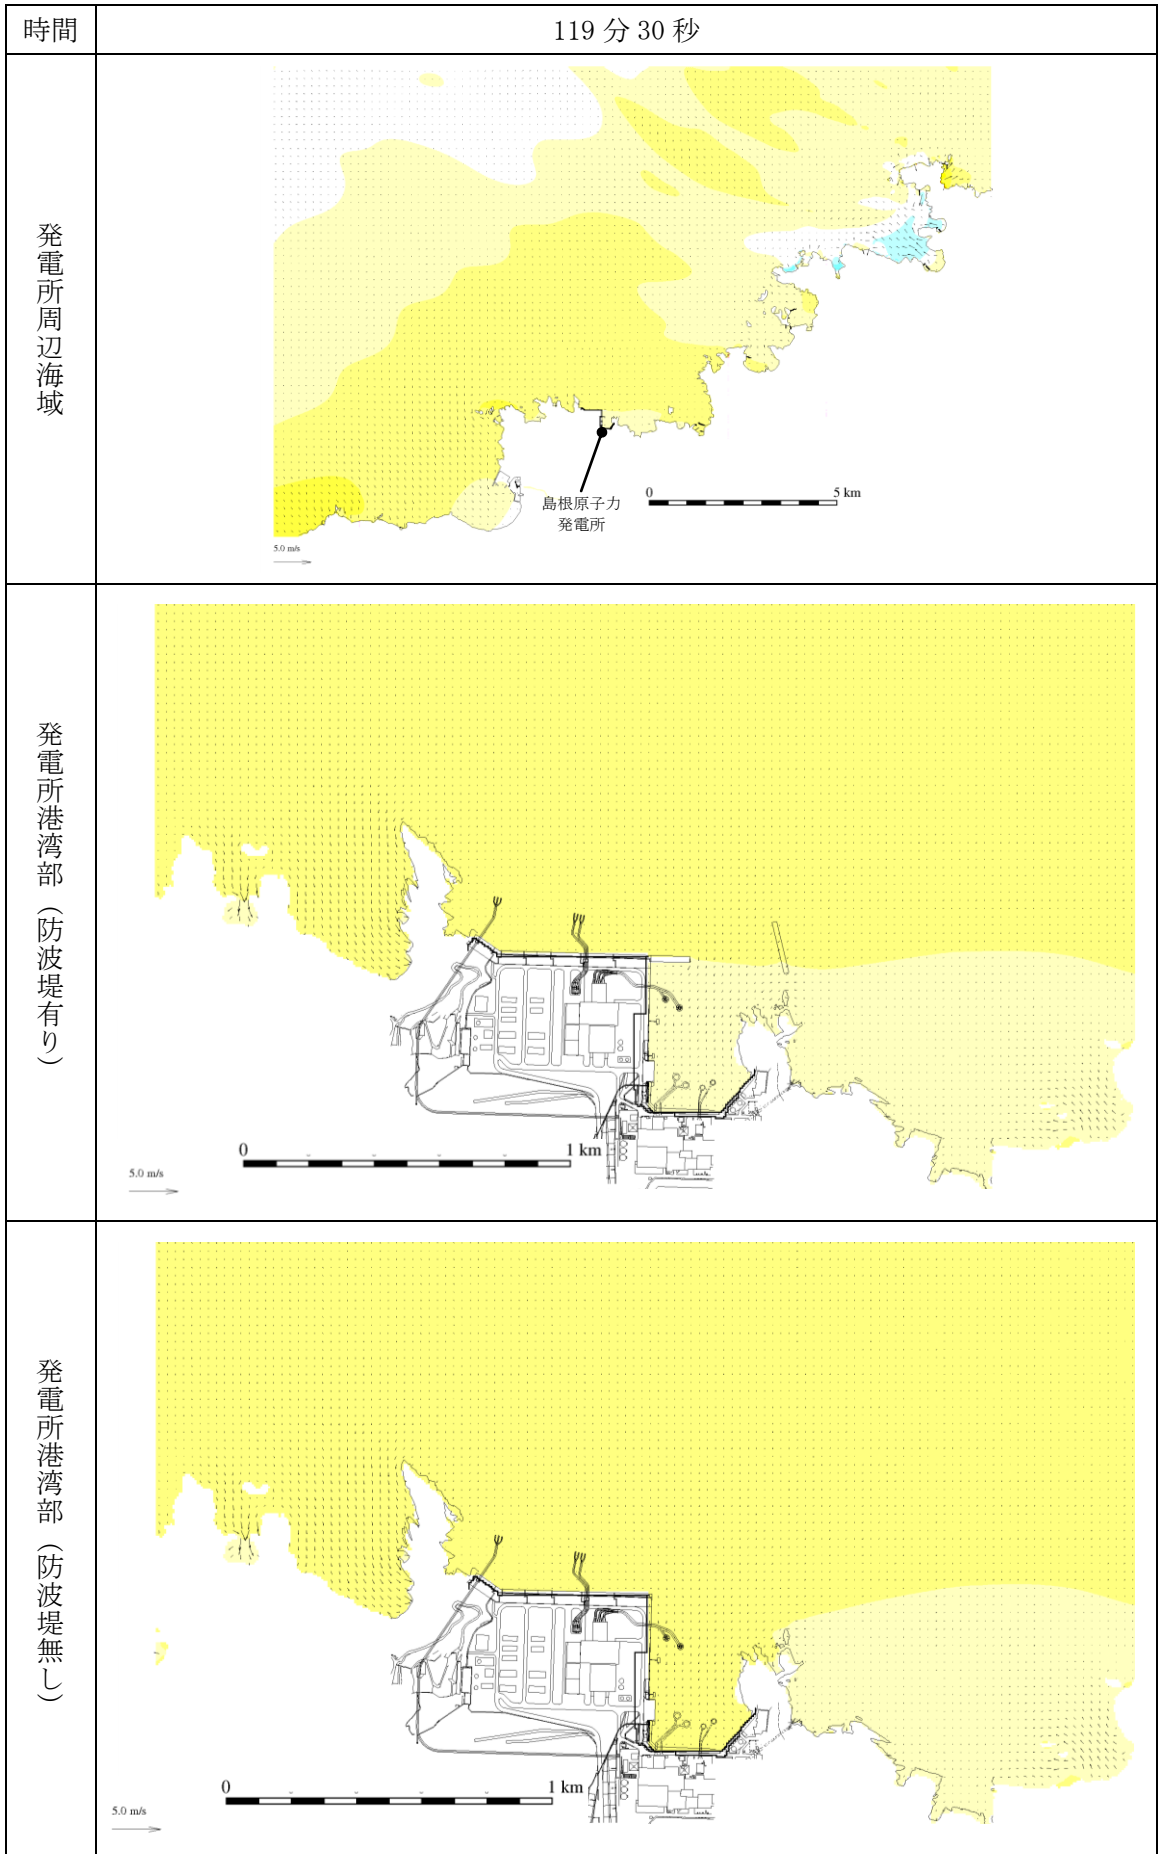 時間
119 分 30 秒
発電所周辺海域
島根原子力
発電所
0
5 km
5.0 m/s
発電所港湾部（防波堤有り）
0
1 km
5.0 m/s
発電所港湾部（防波堤無し）
0
1 km
5.0 m/s